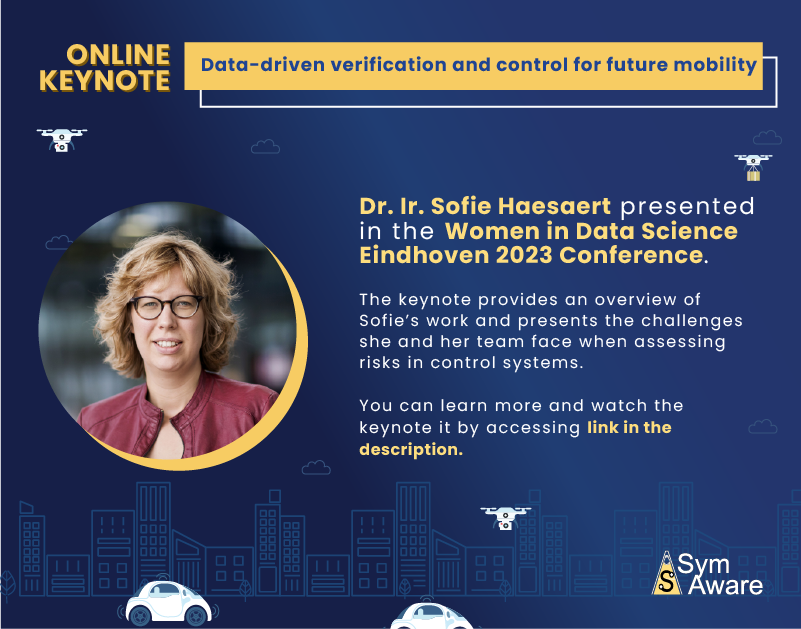 ONLINE
KEYNOTE
Data-driven verification and control for future mobility
Dr. Ir. Sofie Haesaert presented
in the Women in Data Science
Eindhoven 2023 Conference.
The keynote provides an overview of
Sofie’s work and presents the challenges
she and her team face when assessing
risks in control systems.
You can learn more and watch the
keynote it by accessing link in the
description.
Sym
Aware